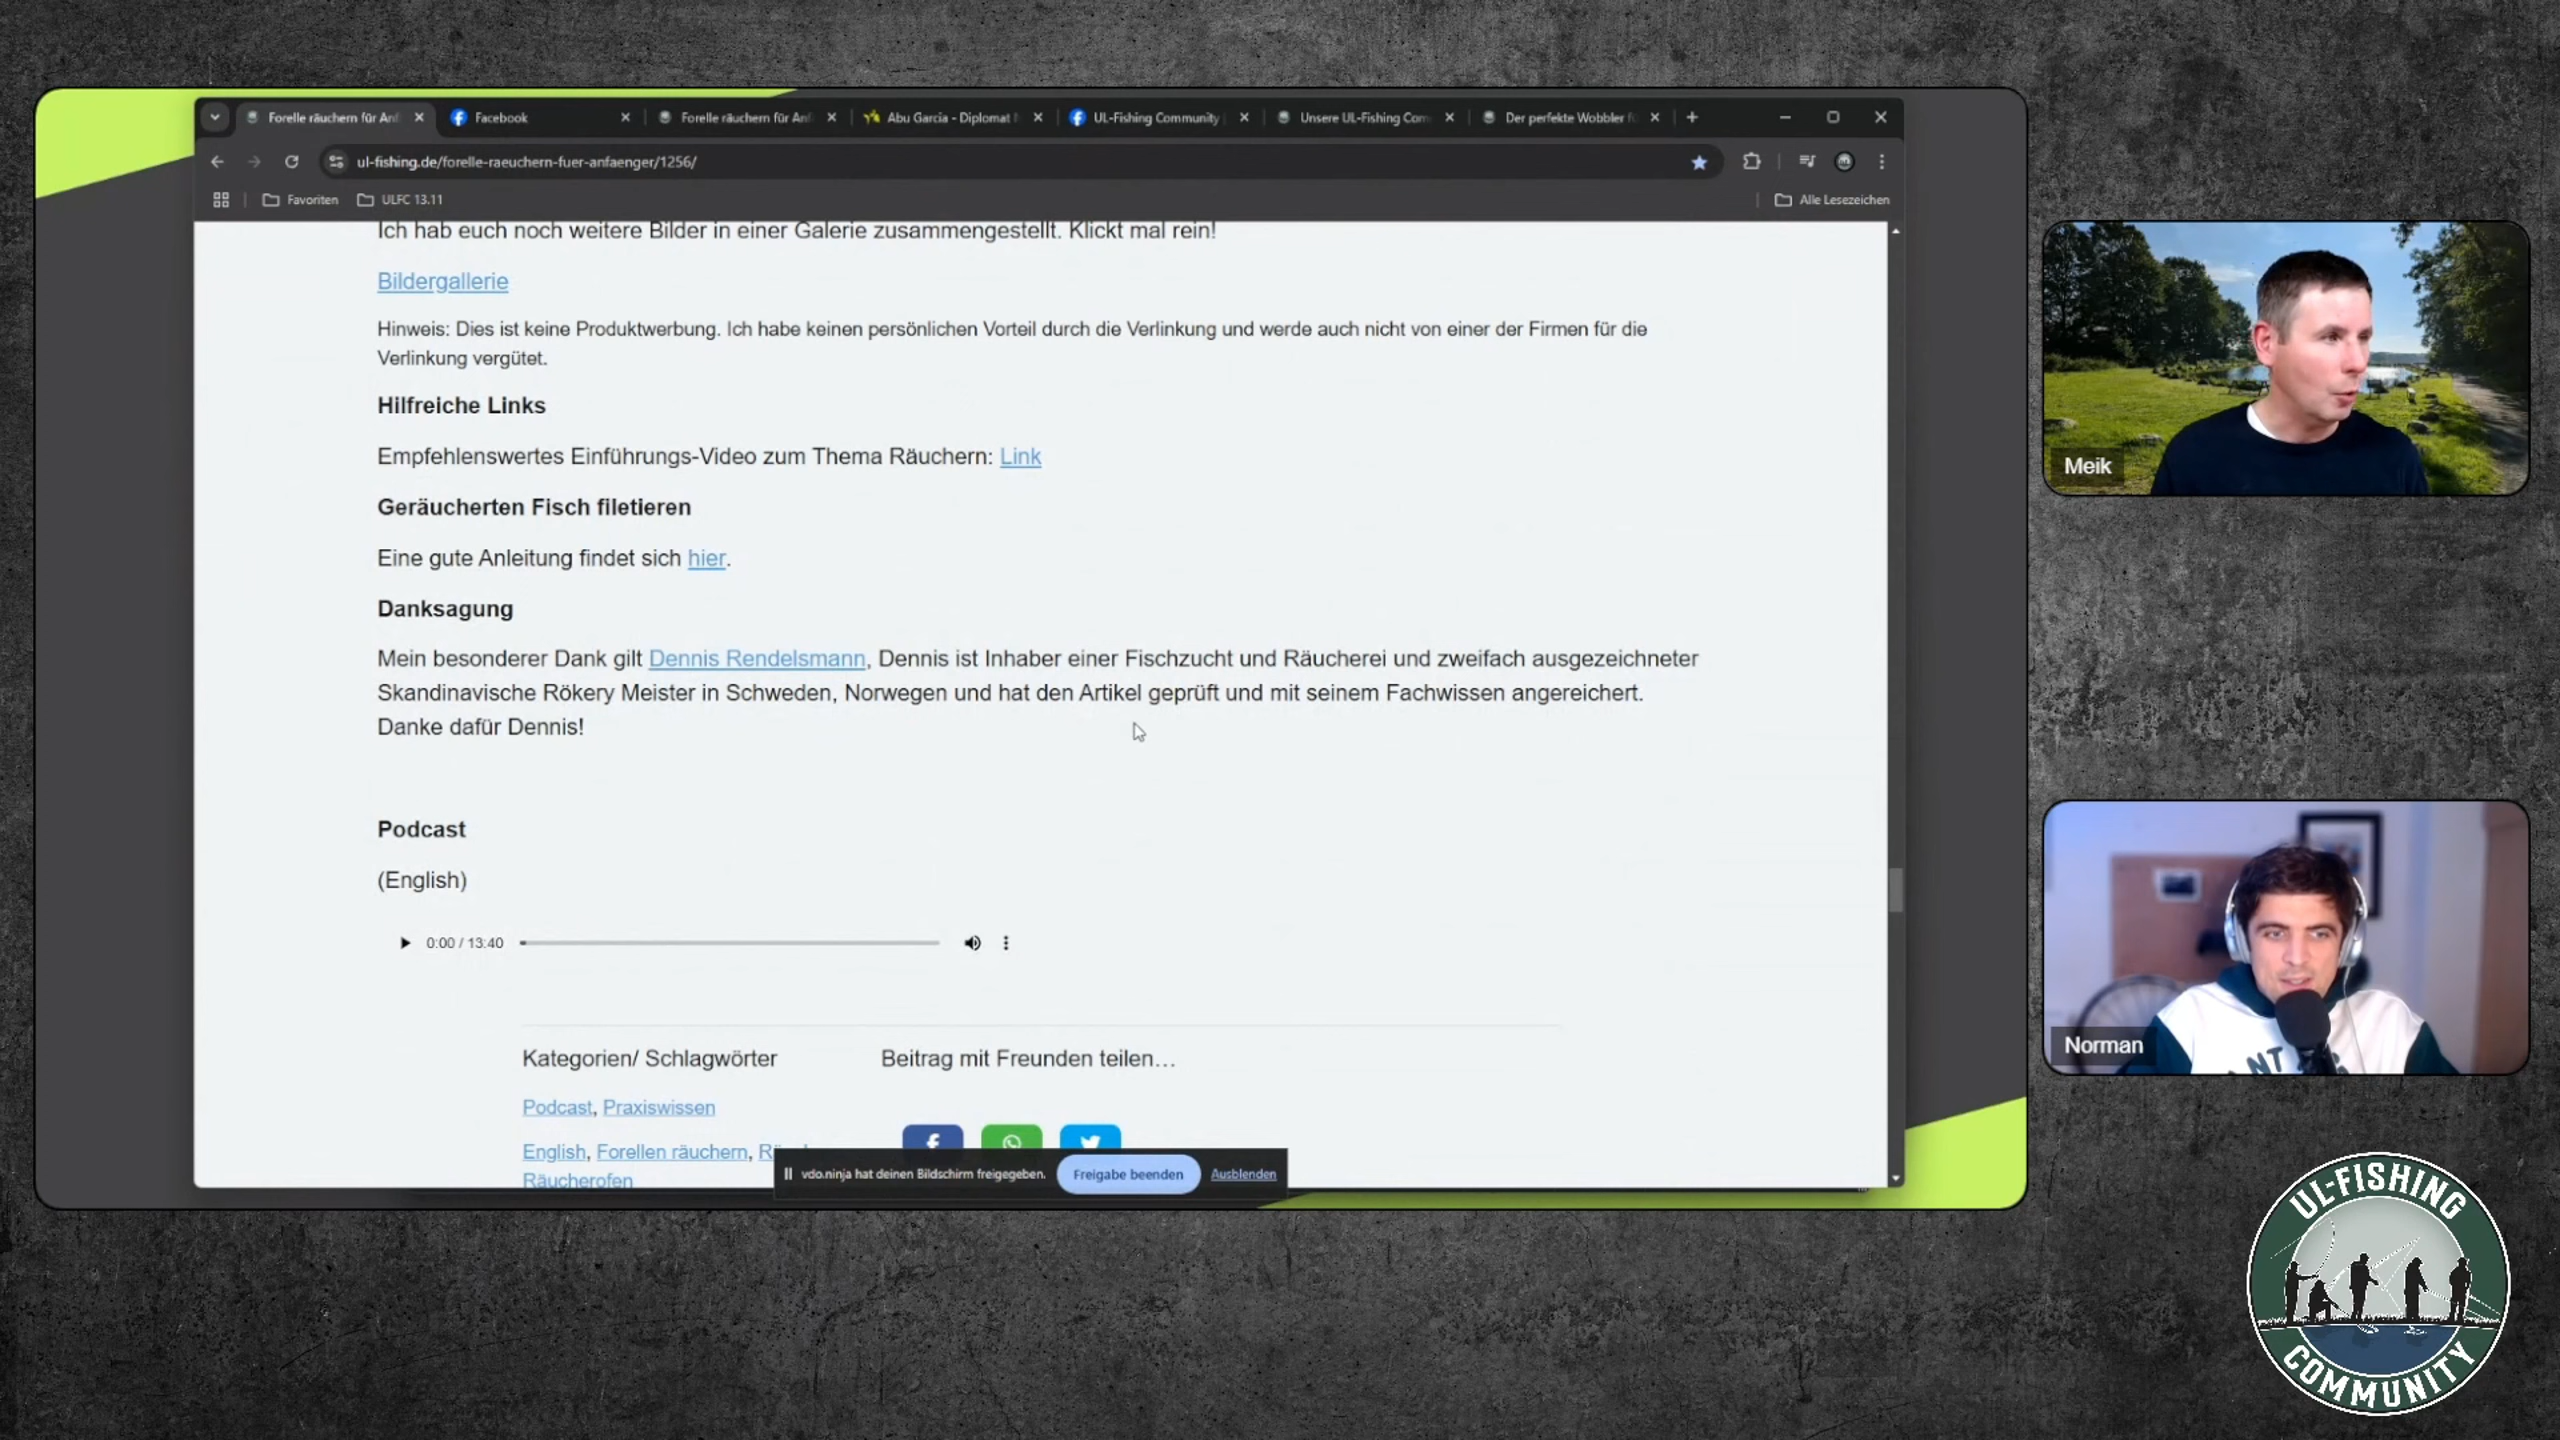 Forelle räuchern für Anf
Facebook
Forelle räuchern für Anf
Abu Garcia - Diplomat
UL-Fishing Community
Unsere UL-Fishing Com
Der perfekte Wobbler f
ul-fishing.de/forelle-raeuchern-fuer-anfaenger/1256/
Favoriten
ULFC 13.11
Alle Lesezeichen
Ich hab euch noch weitere Bilder in einer Galerie zusammengestellt. Klickt mal rein!
Bildergallerie
Hinweis: Dies ist keine Produktwerbung. Ich habe keinen persönlichen Vorteil durch die Verlinkung und werde auch nicht von einer der Firmen für die
Verlinkung vergütet.
Hilfreiche Links
Empfehlenswertes Einführungs-Video zum Thema Räuchern: Link
Geräucherten Fisch filetieren
Eine gute Anleitung findet sich hier.
Danksagung
Mein besonderer Dank gilt Dennis Rendelsmann, Dennis ist Inhaber einer Fischzucht und Räucherei und zweifach ausgezeichneter
Skandinavische Rökery Meister in Schweden, Norwegen und hat den Artikel geprüft und mit seinem Fachwissen angereichert.
Danke dafür Dennis!
Podcast
(English)
0:00 / 13:40
Kategorien/ Schlagwörter
Beitrag mit Freunden teilen…
Podcast, Praxiswissen
English, Forellen räuchern,
Räucherofen
vdo.ninja hat deinen Bildschirm freigegeben.
Freigabe beenden
Ausblenden
Meik
Norman
UL-FISHING
COMMUNITY